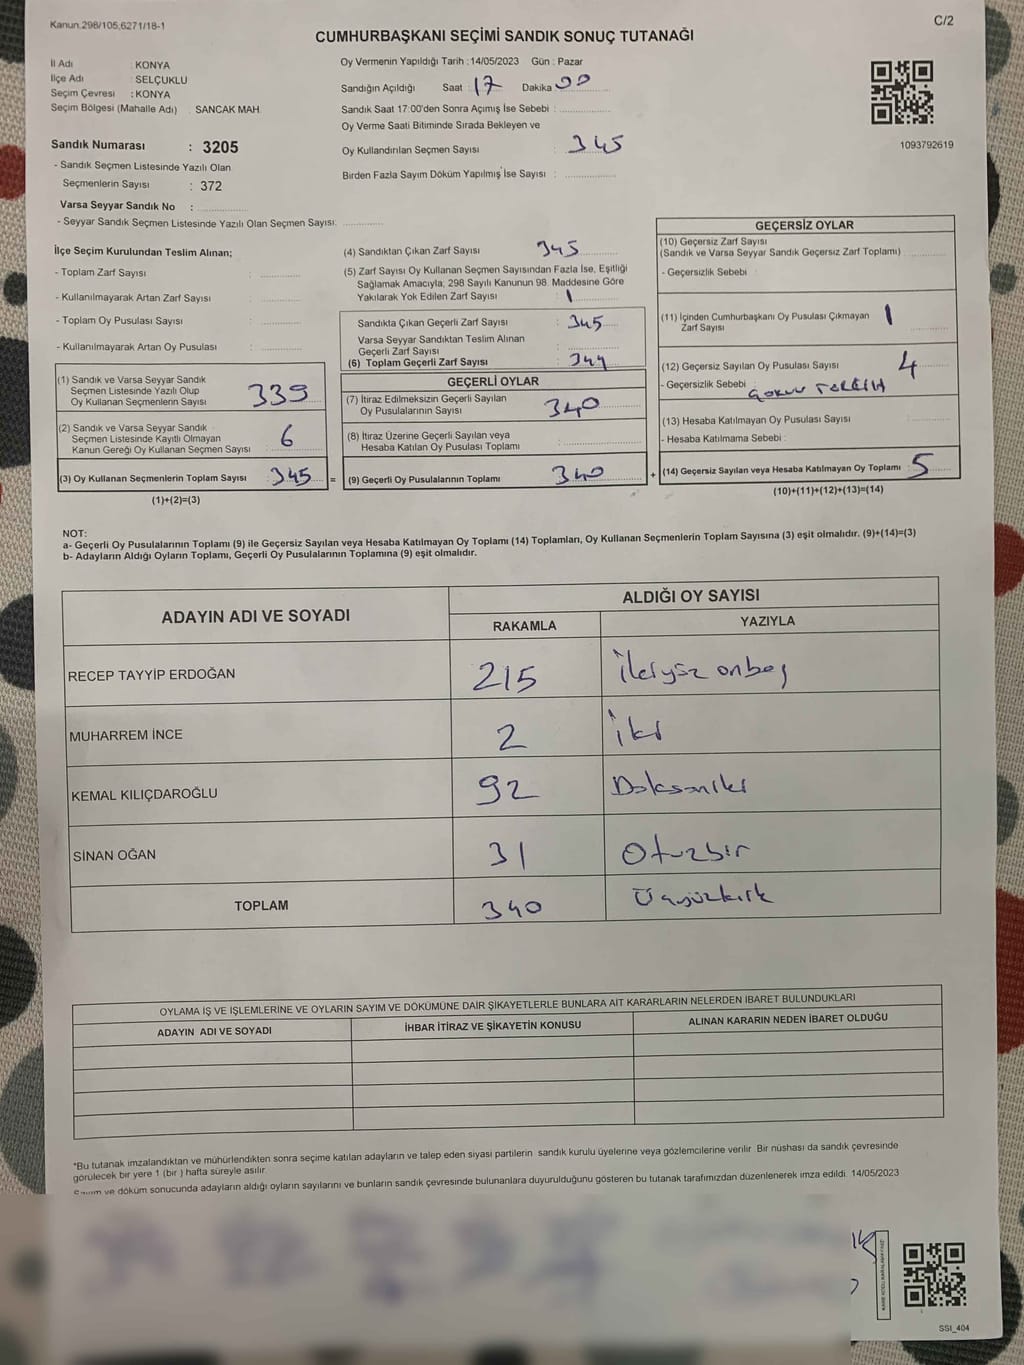 Kanun.298/105,6271/18-1
C/2
CUMHURBAŞKANI SEÇİMİ SANDIK SONUÇ TUTANAĞI
İl Adı : KONYA
İlçe Adı : SELÇUKLU
Seçim Çevresi : KONYA
Seçim Bölgesi (Mahalle Adı) : SANCAK MAH.
Oy Vermenin Yapıldığı Tarih :14/05/2023 Gün : Pazar
Sandığın Açıldığı Saat : 17 Dakika 00
Sandık Saat 17:00'den Sonra Açımış İse Sebebi :
Oy Verme Saati Bitiminde Sırada Bekleyen ve
Oy Kullandırılan Seçmen Sayısı : 345
Birden Fazla Sayım Döküm Yapılmış İse Sayısı :
1093792619
Sandık Numarası : 3205
- Sandık Seçmen Listesinde Yazılı Olan
Seçmenlerin Sayısı : 372
Varsa Seyyar Sandık No :
- Seyyar Sandık Seçmen Listesinde Yazılı Olan Seçmen Sayısı:
İlçe Seçim Kurulundan Teslim Alınan;
- Toplam Zarf Sayısı :
- Kullanılmayarak Artan Zarf Sayısı :
- Toplam Oy Pusulası Sayısı :
- Kullanılmayarak Artan Oy Pusulası :
(1) Sandık ve Varsa Seyyar Sandık
Seçmen Listesinde Yazılı Olup
Oy Kullanan Seçmenlerin Sayısı : 339
(2) Sandık ve Varsa Seyyar Sandık
Seçmen Listesinde Kayıtlı Olmayan
Kanun Gereği Oy Kullanan Seçmen Sayısı : 6
(3) Oy Kullanan Seçmenlerin Toplam Sayısı : 345
(1)+(2)=(3)
=
(4) Sandıktan Çıkan Zarf Sayısı : 345
(5) Zarf Sayısı Oy Kullanan Seçmen Sayısından Fazla İse, Eşitliği
Sağlamak Amacıyla; 298 Sayılı Kanunun 98. Maddesine Göre
Yakılarak Yok Edilen Zarf Sayısı : 1
Sandıkta Çıkan Geçerli Zarf Sayısı : 345
Varsa Seyyar Sandıktan Teslim Alınan
Geçerli Zarf Sayısı :
(6) Toplam Geçerli Zarf Sayısı : 344
GEÇERLİ OYLAR
(7) İtiraz Edilmeksizin Geçerli Sayılan
Oy Pusulalarının Sayısı : 340
(8) İtiraz Üzerine Geçerli Sayılan veya
Hesaba Katılan Oy Pusulası Toplamı :
(9) Geçerli Oy Pusulalarının Toplamı : 340
+
GEÇERSİZ OYLAR
(10) Geçersiz Zarf Sayısı
(Sandık ve Varsa Seyyar Sandık Geçersiz Zarf Toplamı)
- Geçersizlik Sebebi :
(11) İçinden Cumhurbaşkanı Oy Pusulası Çıkmayan
Zarf Sayısı : 1
(12) Geçersiz Sayılan Oy Pusulası Sayısı : 4
- Geçersizlik Sebebi :
(13) Hesaba Katılmayan Oy Pusulası Sayısı :
- Hesaba Katılmama Sebebi :
(14) Geçersiz Sayılan veya Hesaba Katılmayan Oy Toplamı : 5
(10)+(11)+(12)+(13)=(14)
NOT:
a- Geçerli Oy Pusulalarının Toplamı (9) ile Geçersiz Sayılan veya Hesaba Katılmayan Oy Toplamı (14) Toplamları, Oy Kullanan Seçmenlerin Toplam Sayısına (3) eşit olmalıdır. (9)+(14)=(3)
b- Adayların Aldığı Oyların Toplamı, Geçerli Oy Pusulalarının Toplamına (9) eşit olmalıdır.
ADAYIN ADI VE SOYADI
ALDIĞI OY SAYISI
RAKAMLA
YAZIYLA
RECEP TAYYİP ERDOĞAN 215 İkiyüz onbeş
MUHARREM İNCE 2 İki
KEMAL KILIÇDAROĞLU 92 Doksaniki
SİNAN OĞAN 31 Otuzbir
TOPLAM 340 Üçyüzkırk
OYLAMA İŞ VE İŞLEMLERİNE VE OYLARIN SAYIM VE DÖKÜMÜNE DAİR ŞİKAYETLERLE BUNLARA AİT KARARLARIN NELERDEN İBARET BULUNDUKLARI
ADAYIN ADI VE SOYADI
İHBAR İTİRAZ VE ŞİKAYETİN KONUSU
ALINAN KARARIN NEDEN İBARET OLDUĞU
*Bu tutanak imzalandıktan ve mühürlendikten sonra seçime katılan adayların ve talep eden siyasi partilerin sandık kurulu üyelerine veya gözlemcilerine verilir. Bir nüshası da sandık çevresinde
görülecek bir yere 1 (bir ) hafta süreyle asılır.
Sayım ve döküm sonucunda adayların aldığı oyların sayılarını ve bunların sandık çevresinde bulunanlara duyurulduğunu gösteren bu tutanak tarafımızdan düzenlenerek imza edildi. 14/05/2023
SSI_404